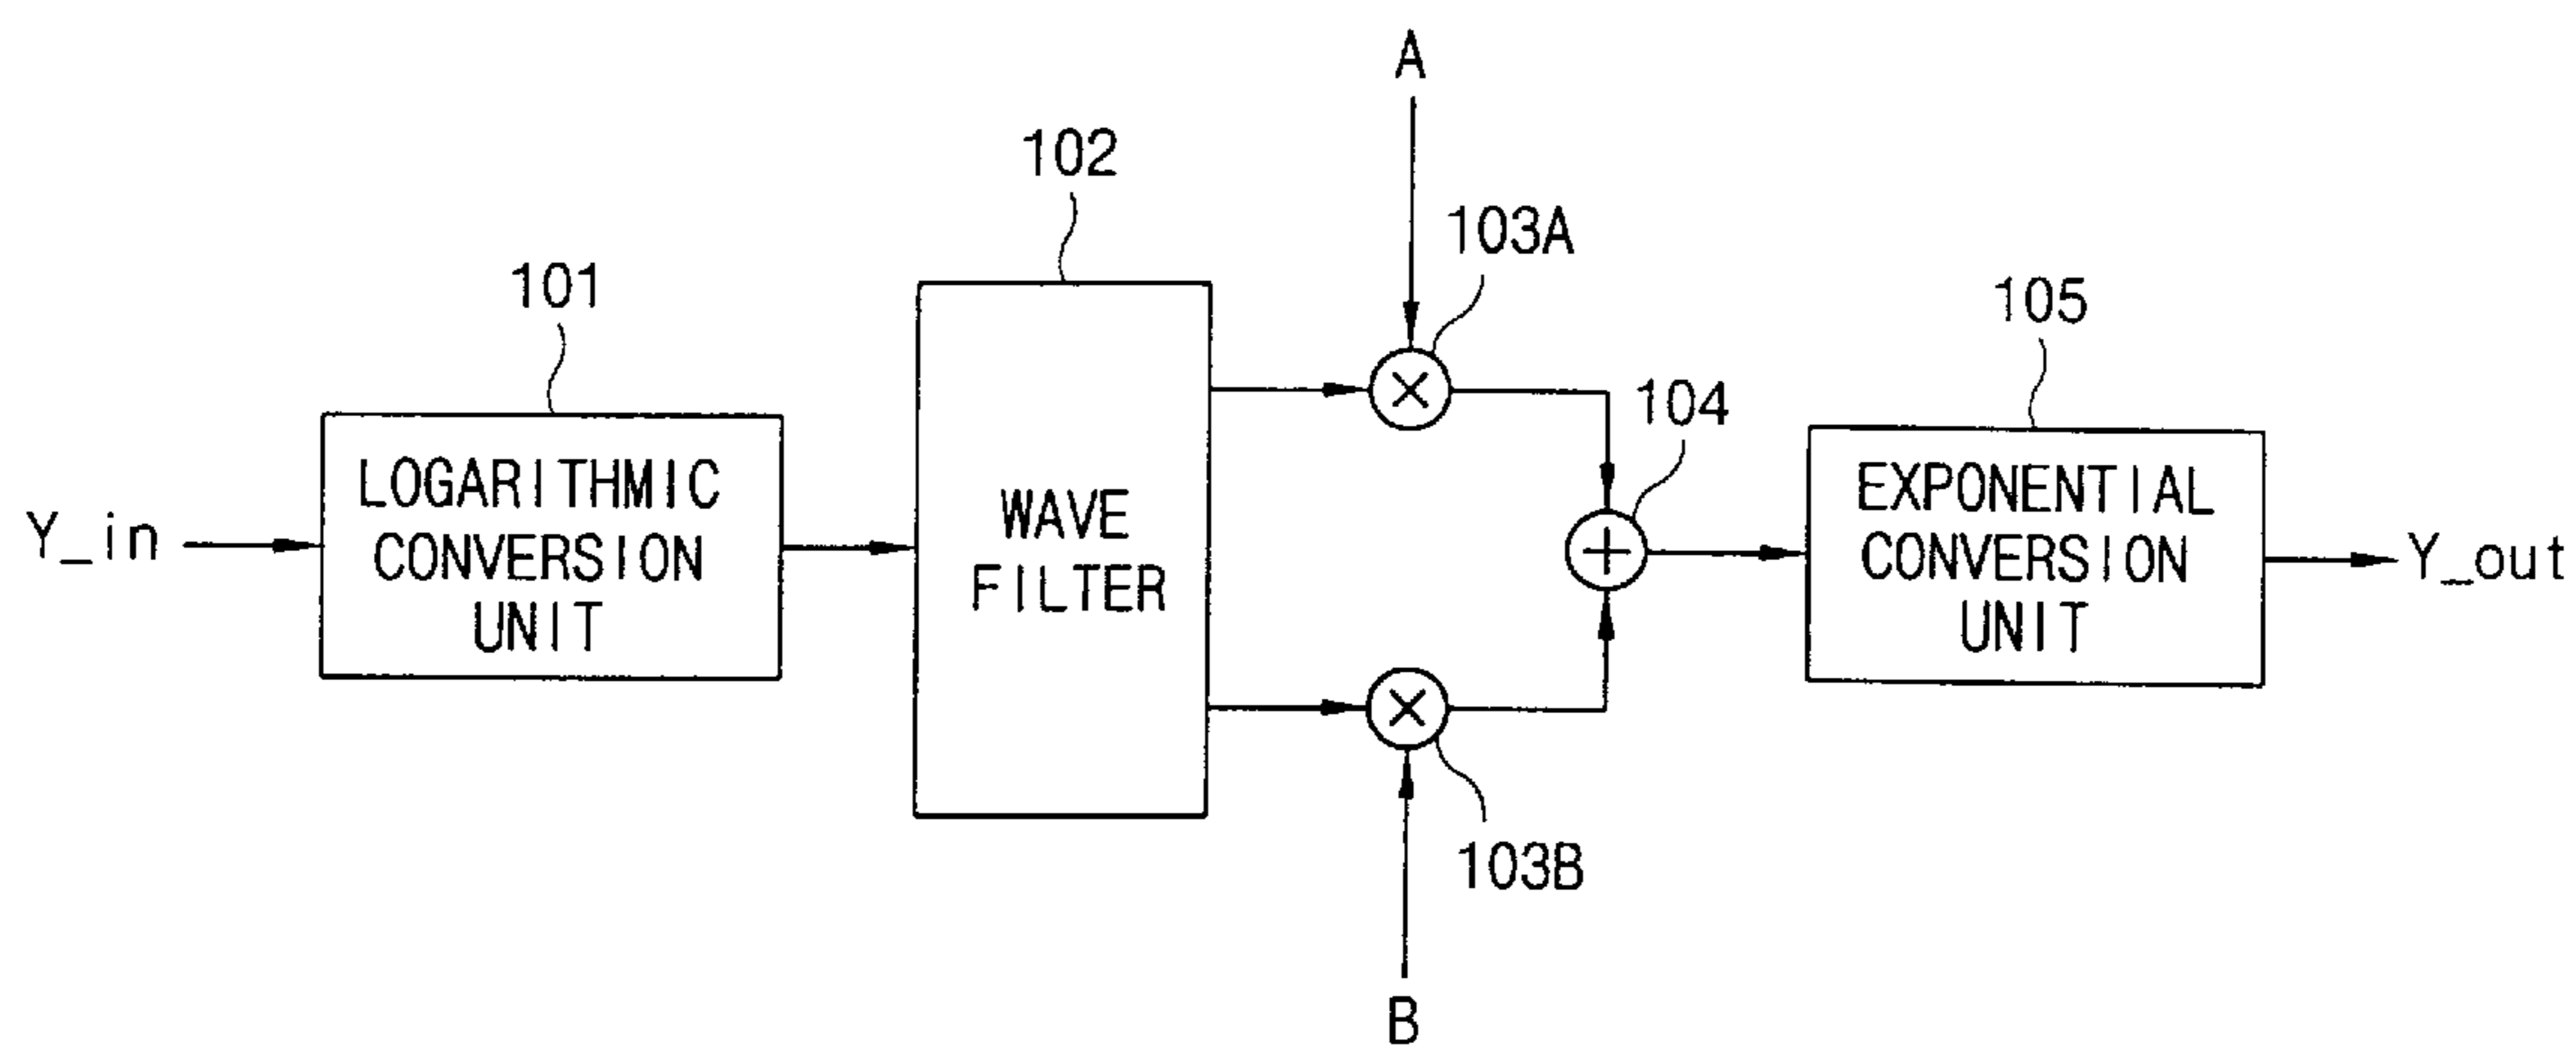 A
102
103A
101
105
104
LOGARITHMIC
CONVERSION
UNIT
WAVE
FILTER
EXPONENTIAL
CONVERSION
UNIT
Y_in
Y_out
103B
B